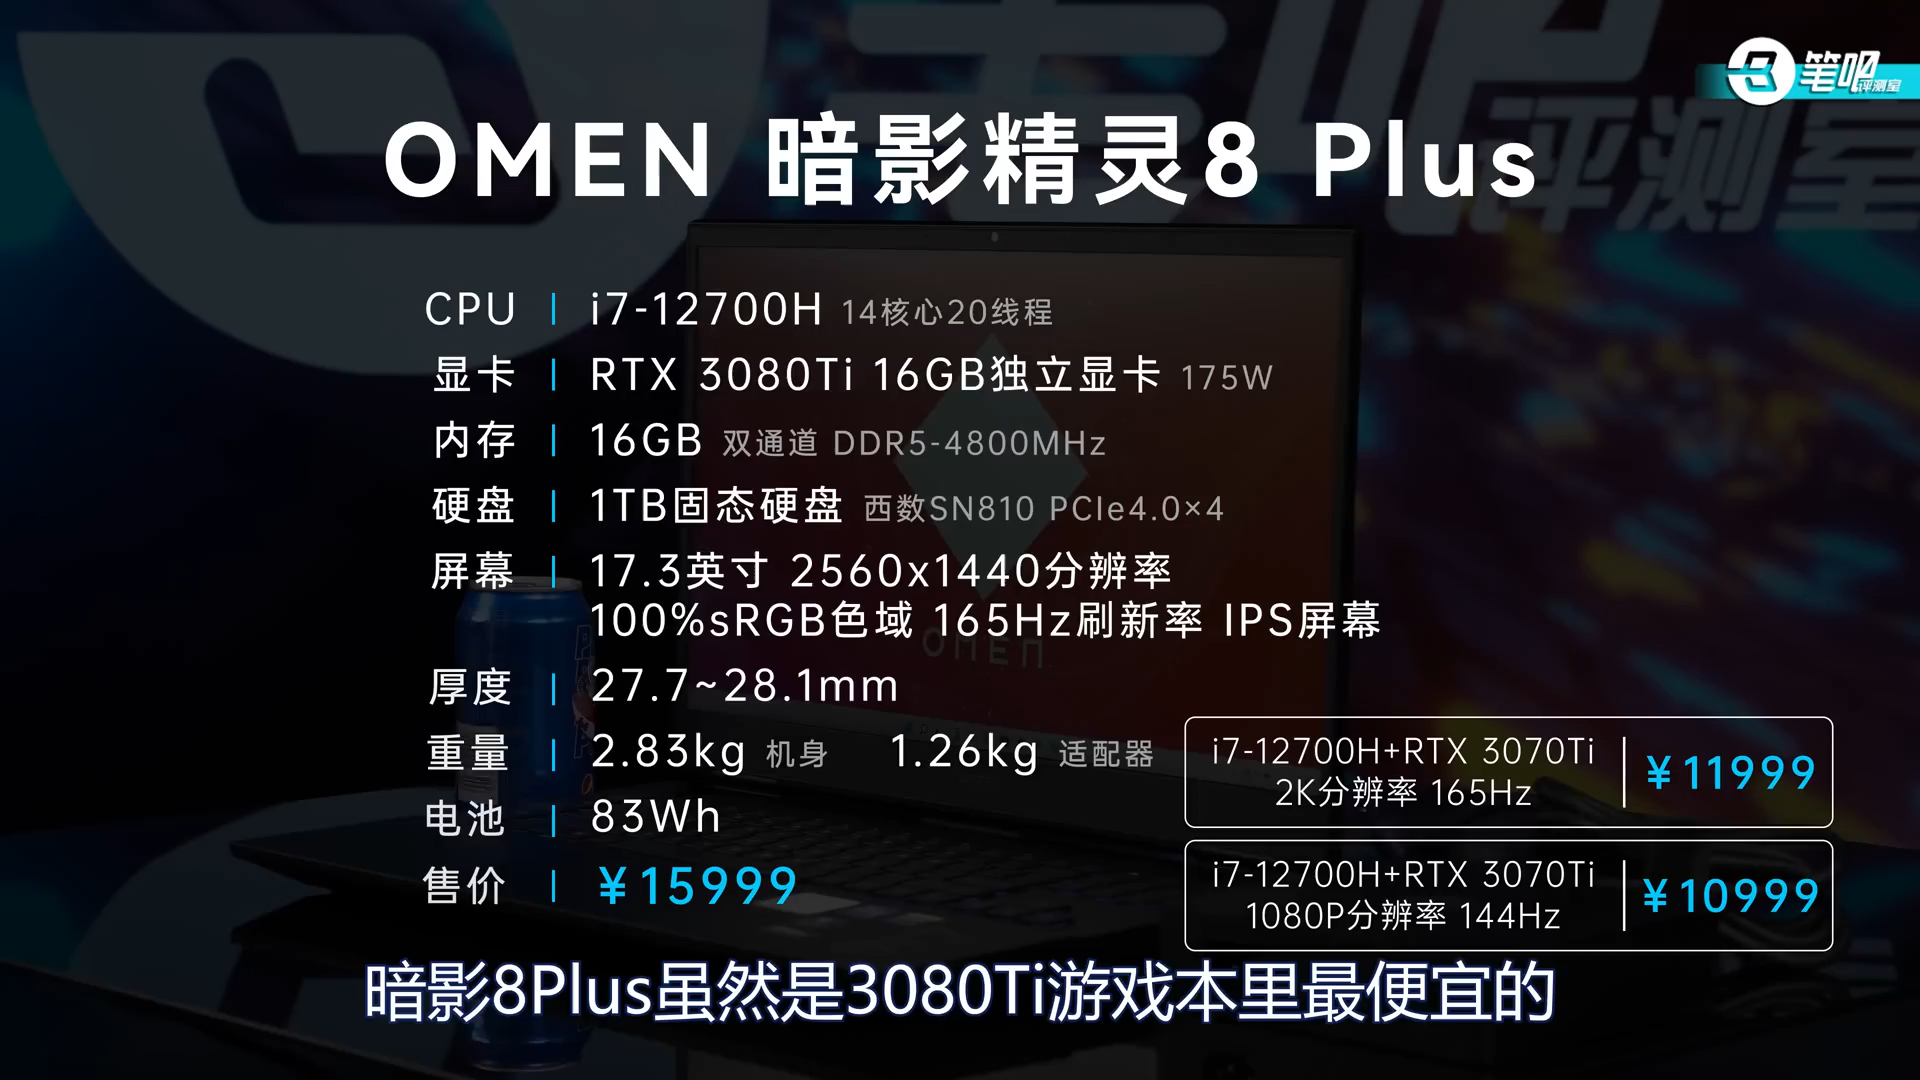 笔吧评测室
OMEN 暗影精灵8 Plus
CPU | i7-12700H 14核心20线程
显卡 | RTX 3080Ti 16GB独立显卡 175W
内存 | 16GB 双通道 DDR5-4800MHz
硬盘 | 1TB固态硬盘 西数SN810 PCIe4.0×4
屏幕 | 17.3英寸 2560x1440分辨率
100%sRGB色域 165Hz刷新率 IPS屏幕
OMEN
厚度 | 27.7~28.1mm
重量 | 2.83kg 机身 1.26kg 适配器
电池 | 83Wh
售价 | ¥15999
i7-12700H+RTX 3070Ti
2K分辨率 165Hz
¥11999
i7-12700H+RTX 3070Ti
1080P分辨率 144Hz
¥10999
暗影8Plus虽然是3080Ti游戏本里最便宜的